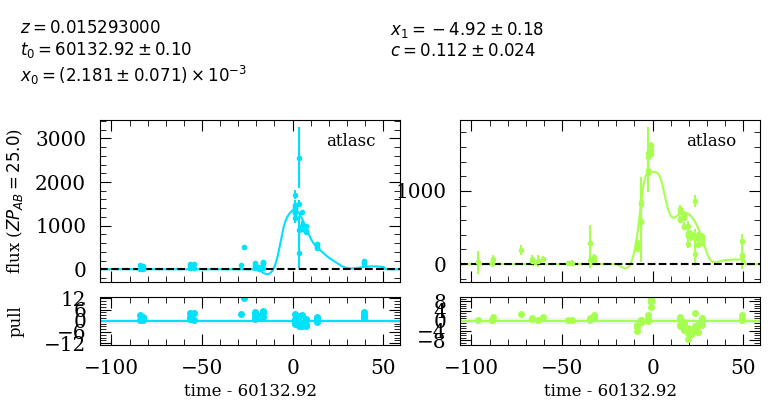 z = 0.015293000
t0 = 60132.92 ± 0.10
x0 = (2.181 ± 0.071) × 10^−3
x1 = −4.92 ± 0.18
c = 0.112 ± 0.024
flux (ZP_AB = 25.0)
3000
2000
1000
0
atlasc
1000
0
atlaso
pull
12
6
0
−6
−12
8
4
0
−4
−8
−100 −50 0 50
−100 −50 0 50
time - 60132.92
time - 60132.92